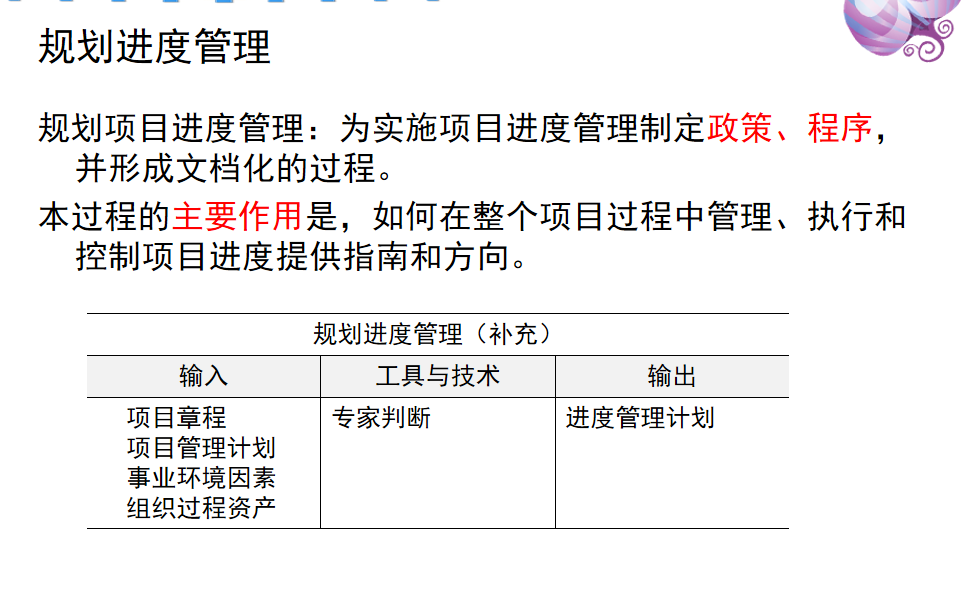 规划进度管理
规划项目进度管理：为实施项目进度管理制定政策、程序，
并形成文档化的过程。
本过程的主要作用是，如何在整个项目过程中管理、执行和
控制项目进度提供指南和方向。
规划进度管理（补充）
输入 工具与技术 输出
项目章程 专家判断 进度管理计划
项目管理计划
事业环境因素
组织过程资产